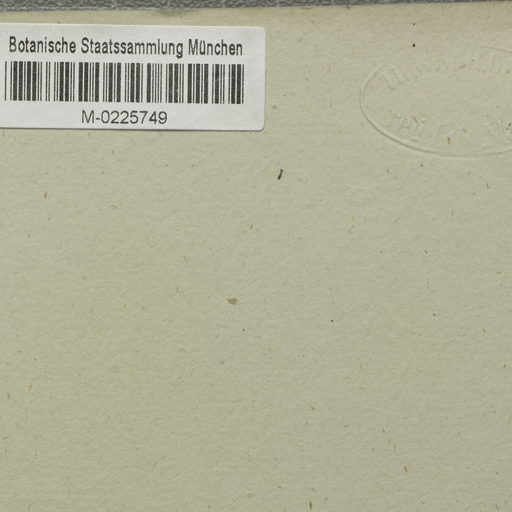 Botanische Staatssammlung München
M-0225749